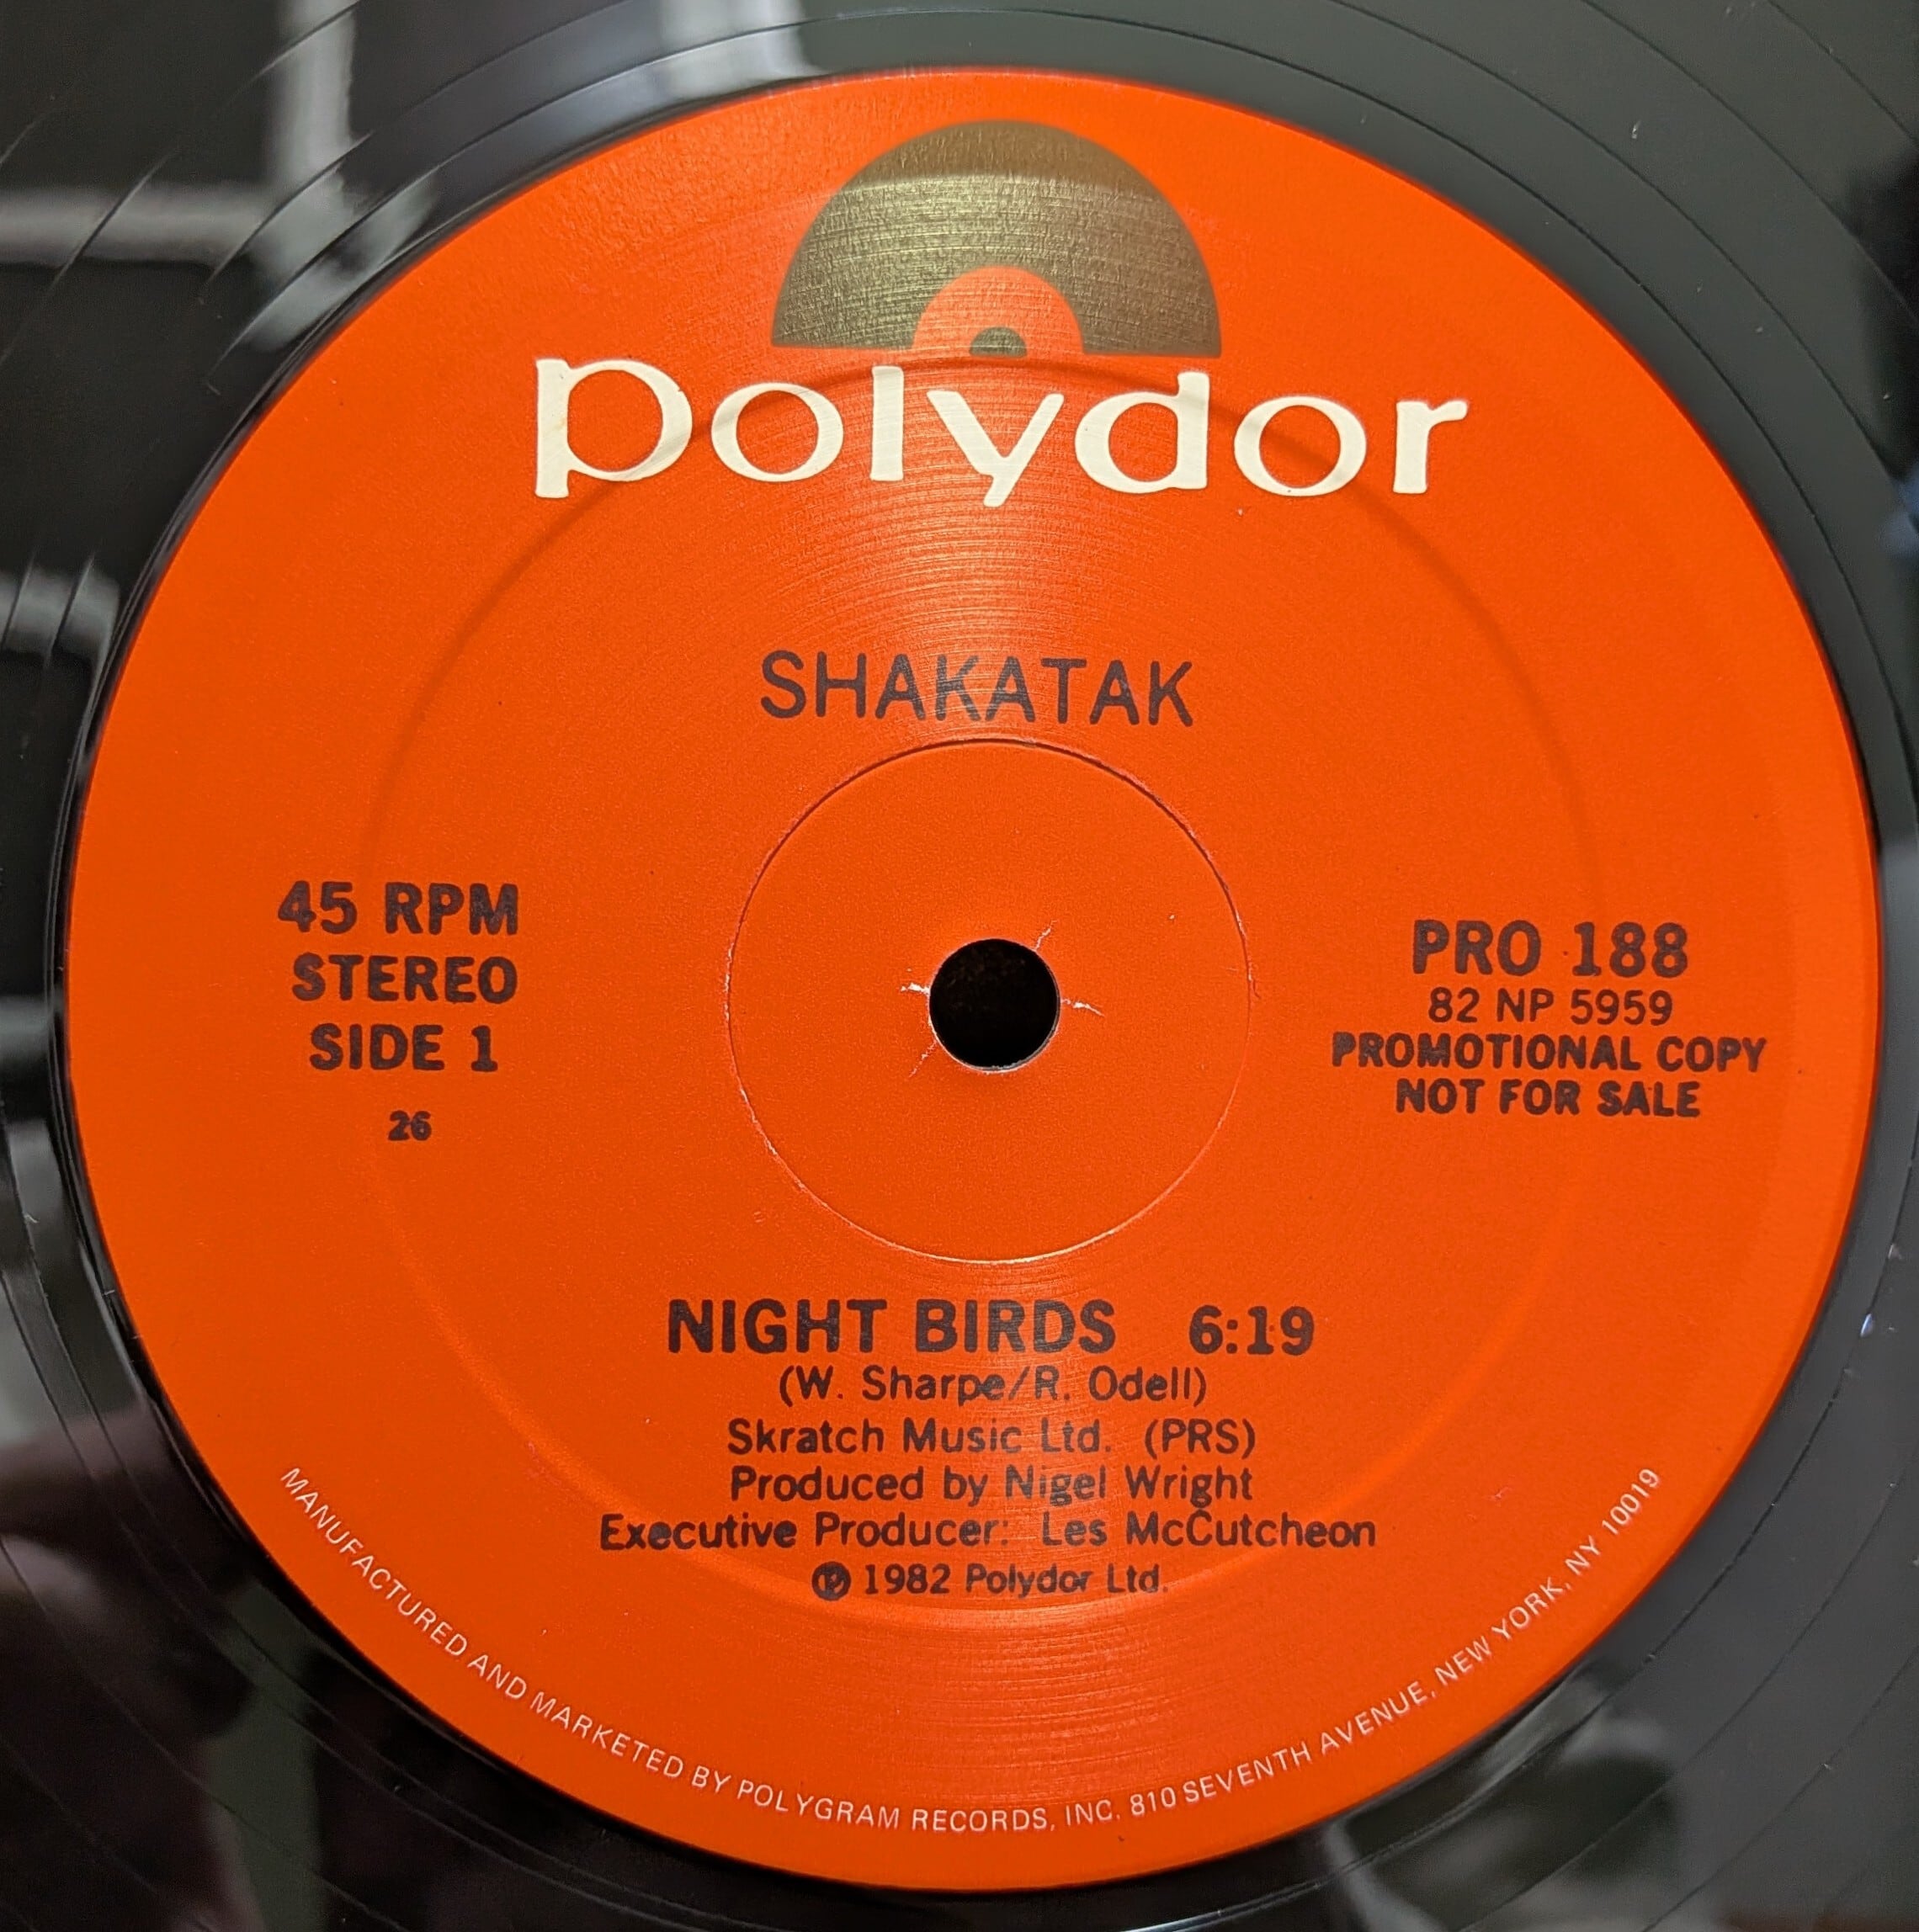 polydor
SHAKATAK
45 RPM
STEREO
SIDE 1
26
PRO 188
82 NP 5959
PROMOTIONAL COPY
NOT FOR SALE
NIGHT BIRDS 6:19
(W. Sharpe/R. Odell)
Skratch Music Ltd. (PRS)
Produced by Nigel Wright
Executive Producer: Les McCutcheon
℗ 1982 Polydor Ltd.
MANUFACTURED AND MARKETED BY POLYGRAM RECORDS, INC. 810 SEVENTH AVENUE, NEW YORK, NY 10019